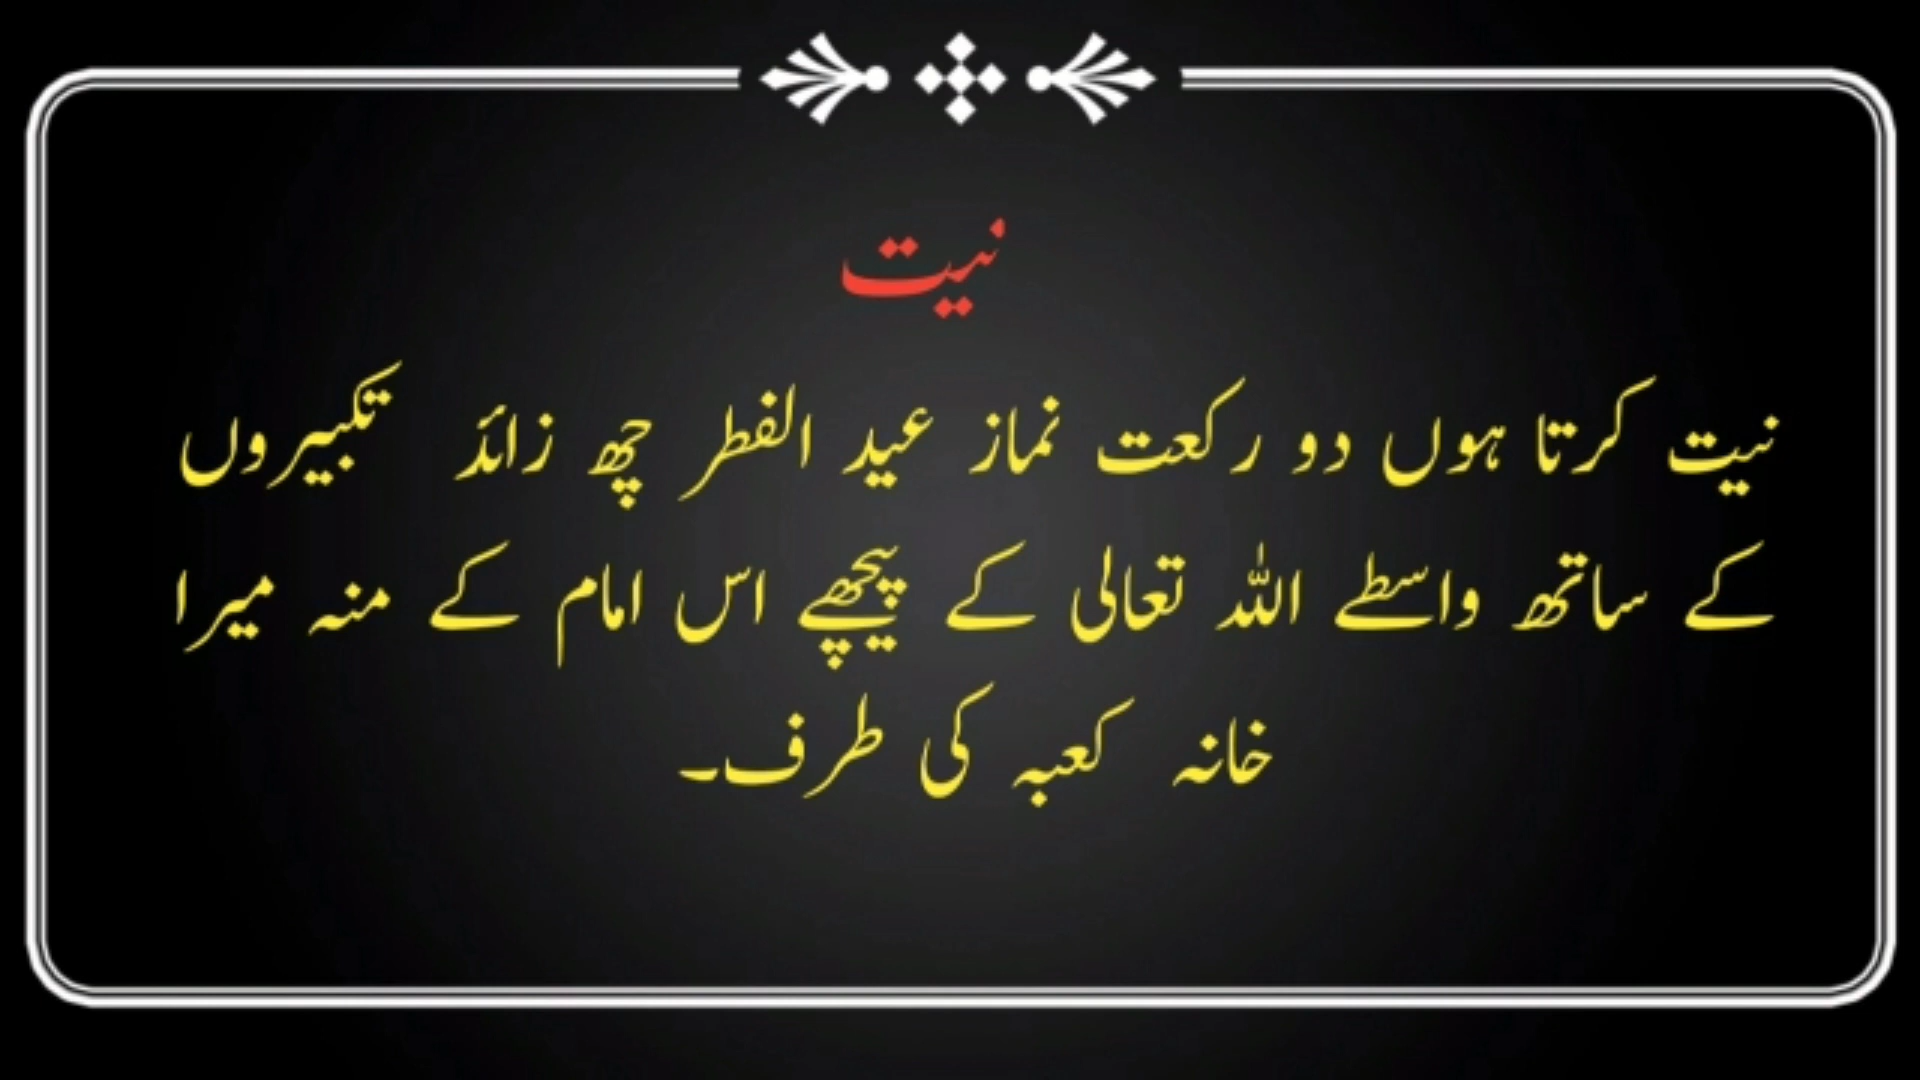 نیت
نیت کرتا ہوں دو رکعت نماز عید الفطر چھ زائد تکبیروں
کے ساتھ واسطے اللہ تعالی کے پیچھے اس امام کے منہ میرا
خانہ کعبہ کی طرف۔